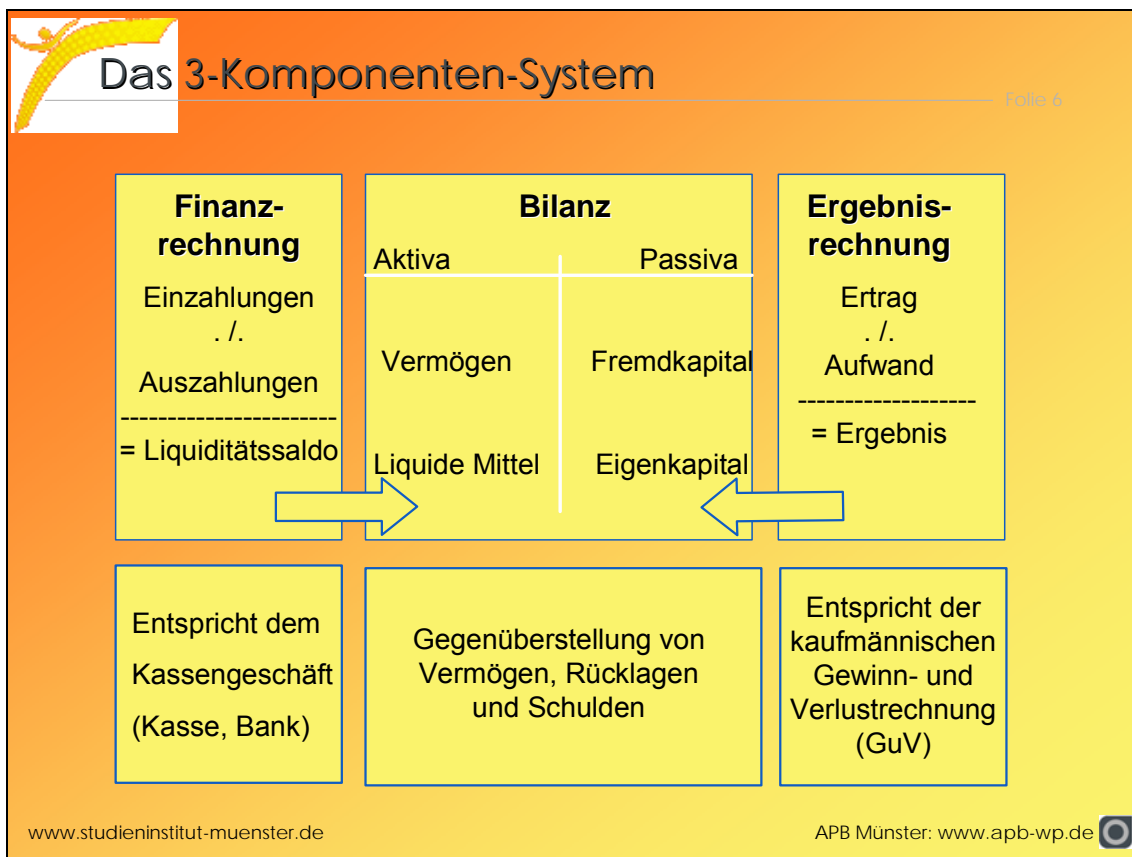 Das 3-Komponenten-System
Folie 6
Finanz-
rechnung
Einzahlungen
. /.
Auszahlungen
-----------------------
= Liquiditätssaldo
Bilanz
Aktiva Passiva
Vermögen Fremdkapital
Liquide Mittel Eigenkapital
Ergebnis-
rechnung
Ertrag
. /.
Aufwand
-------------------
= Ergebnis
Entspricht dem
Kassengeschäft
(Kasse, Bank)
Gegenüberstellung von
Vermögen, Rücklagen
und Schulden
Entspricht der
kaufmännischen
Gewinn- und
Verlustrechnung
(GuV)
www.studieninstitut-muenster.de
APB Münster: www.apb-wp.de